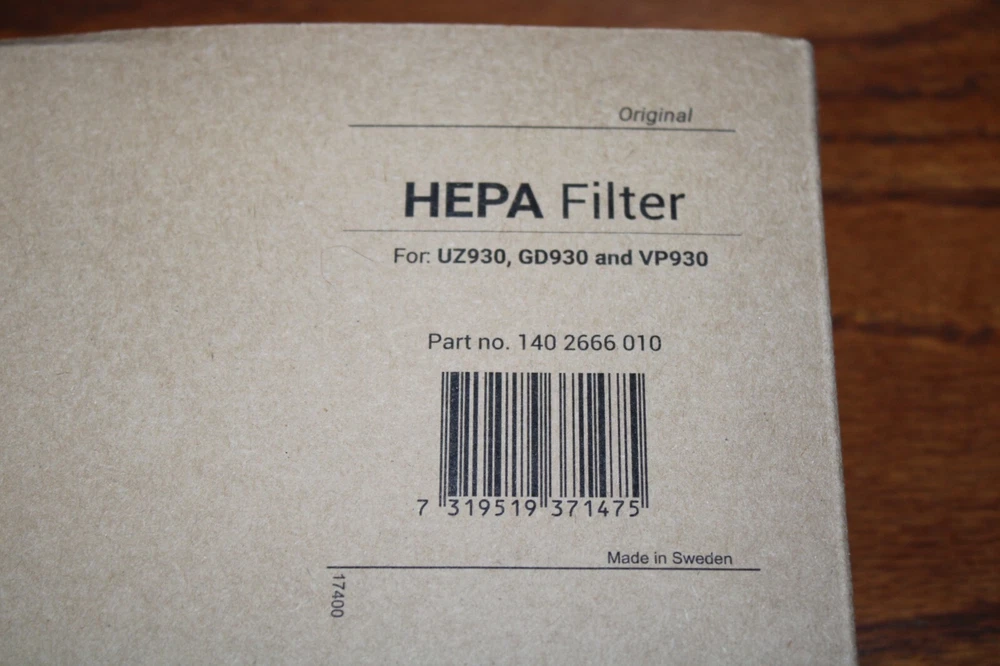 Original
HEPA Filter
For: UZ930, GD930 and VP930
Part no. 140 2666 010
7 319519 371475
Made in Sweden
17400